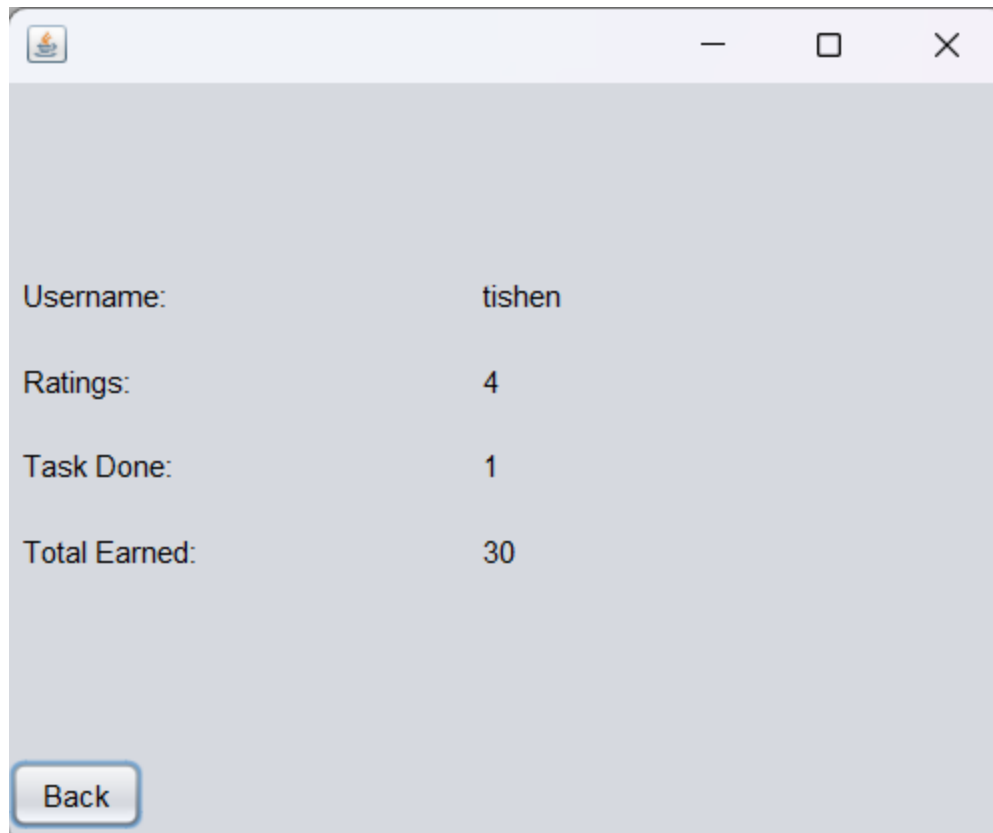 Username: tishen
Ratings: 4
Task Done: 1
Total Earned: 30
Back